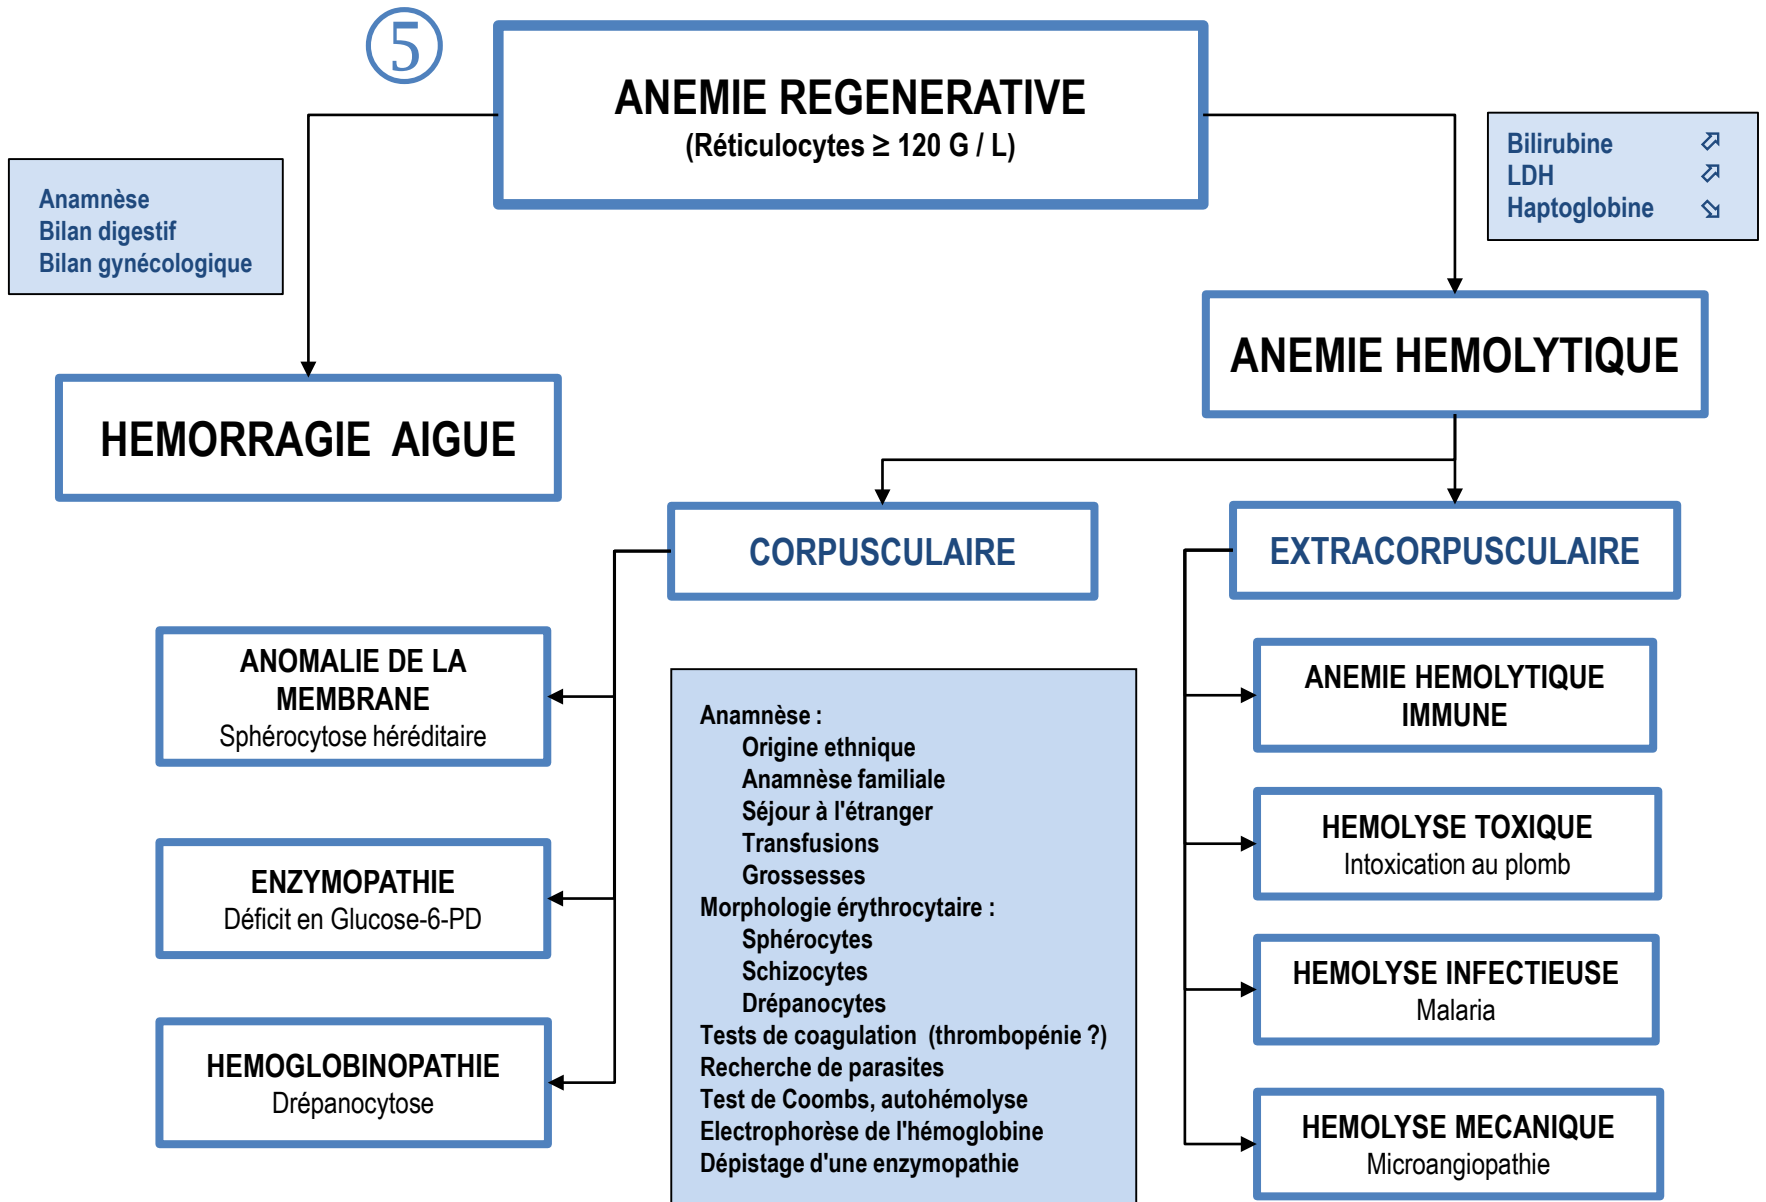 5
ANEMIE REGENERATIVE
(Réticulocytes ≥ 120 G / L)
Anamnèse
Bilan digestif
Bilan gynécologique
Bilirubine ⬀
LDH ⬀
Haptoglobine ⬂
HEMORRAGIE AIGUE
ANEMIE HEMOLYTIQUE
CORPUSCULAIRE
EXTRACORPUSCULAIRE
ANOMALIE DE LA
MEMBRANE
Sphérocytose héréditaire
ENZYMOPATHIE
Déficit en Glucose-6-PD
HEMOGLOBINOPATHIE
Drépanocytose
Anamnèse :
Origine ethnique
Anamnèse familiale
Séjour à l'étranger
Transfusions
Grossesses
Morphologie érythrocytaire :
Sphérocytes
Schizocytes
Drépanocytes
Tests de coagulation (thrombopénie ?)
Recherche de parasites
Test de Coombs, autohémolyse
Electrophorèse de l'hémoglobine
Dépistage d'une enzymopathie
ANEMIE HEMOLYTIQUE
IMMUNE
HEMOLYSE TOXIQUE
Intoxication au plomb
HEMOLYSE INFECTIEUSE
Malaria
HEMOLYSE MECANIQUE
Microangiopathie